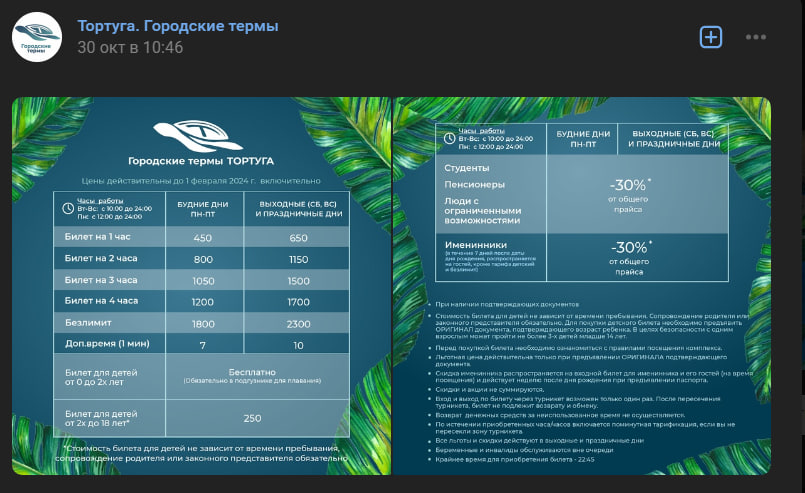 Тортуга. Городские термы
30 окт в 10:46
Городские
термы
Городские термы ТОРТУГА
Цены действительны до 1 февраля 2024 г. включительно
Часы работы
Вт-Вс: с 10:00 до 24:00
Пн: с 12:00 до 24:00
БУДНИЕ ДНИ
ПН-ПТ
ВЫХОДНЫЕ (СБ, ВС)
И ПРАЗДНИЧНЫЕ ДНИ
Билет на 1 час 450 650
Билет на 2 часа 800 1150
Билет на 3 часа 1050 1500
Билет на 4 часа 1200 1700
Безлимит 1800 2300
Доп.время (1 мин) 7 10
Билет для детей
от 0 до 2х лет
Бесплатно
(Обязательно в подгузнике для плавания)
Билет для детей
от 2х до 18 лет*
250
*Стоимость билета для детей не зависит от времени пребывания,
сопровождение родителя или законного представителя обязательно
Часы работы
Вт-Вс: с 10:00 до 24:00
Пн: с 12:00 до 24:00
БУДНИЕ ДНИ
ПН-ПТ
ВЫХОДНЫЕ (СБ, ВС)
И ПРАЗДНИЧНЫЕ ДНИ
Студенты
Пенсионеры
Люди с
ограниченными
возможностями
-30%*
от общего
прайса
Именинники
(в течение 7 дней после даты
дня рождения, распространяется
на гостей, кроме тарифа детский
и безлимит)
-30%*
от общего
прайса
При наличии подтверждающих документов
Стоимость билета для детей не зависит от времени пребывания. Сопровождение родителя или
законного представителя обязательно. Для покупки детского билета необходимо предъявить
ОРИГИНАЛ документа, подтверждающего возраст ребенка. В целях безопасности с одним
взрослым может пройти не более 3-х детей младше 14 лет.
Перед покупкой билета необходимо ознакомиться с правилами посещения комплекса.
Льготная цена действительна только при предъявлении ОРИГИНАЛА подтверждающего
документа.
Скидка именинника распространяется на входной билет для именинника и его гостей (на время
посещения) и действует неделю после дня рождения при предъявлении паспорта.
Скидки и акции не суммируются.
Вход и выход по билету через турникет возможен только один раз. После пересечения
турникета, билет не подлежит возврату и обмену.
Возврат денежных средств за неиспользованное время не осуществляется.
По истечении приобретенных часа/часов включается поминутная тарификация, если вы не
пересекли зону турникета.
Все льготы и скидки действуют в выходные и праздничные дни
Беременные и инвалиды обслуживаются вне очереди
Крайнее время для приобретения билета - 22:45